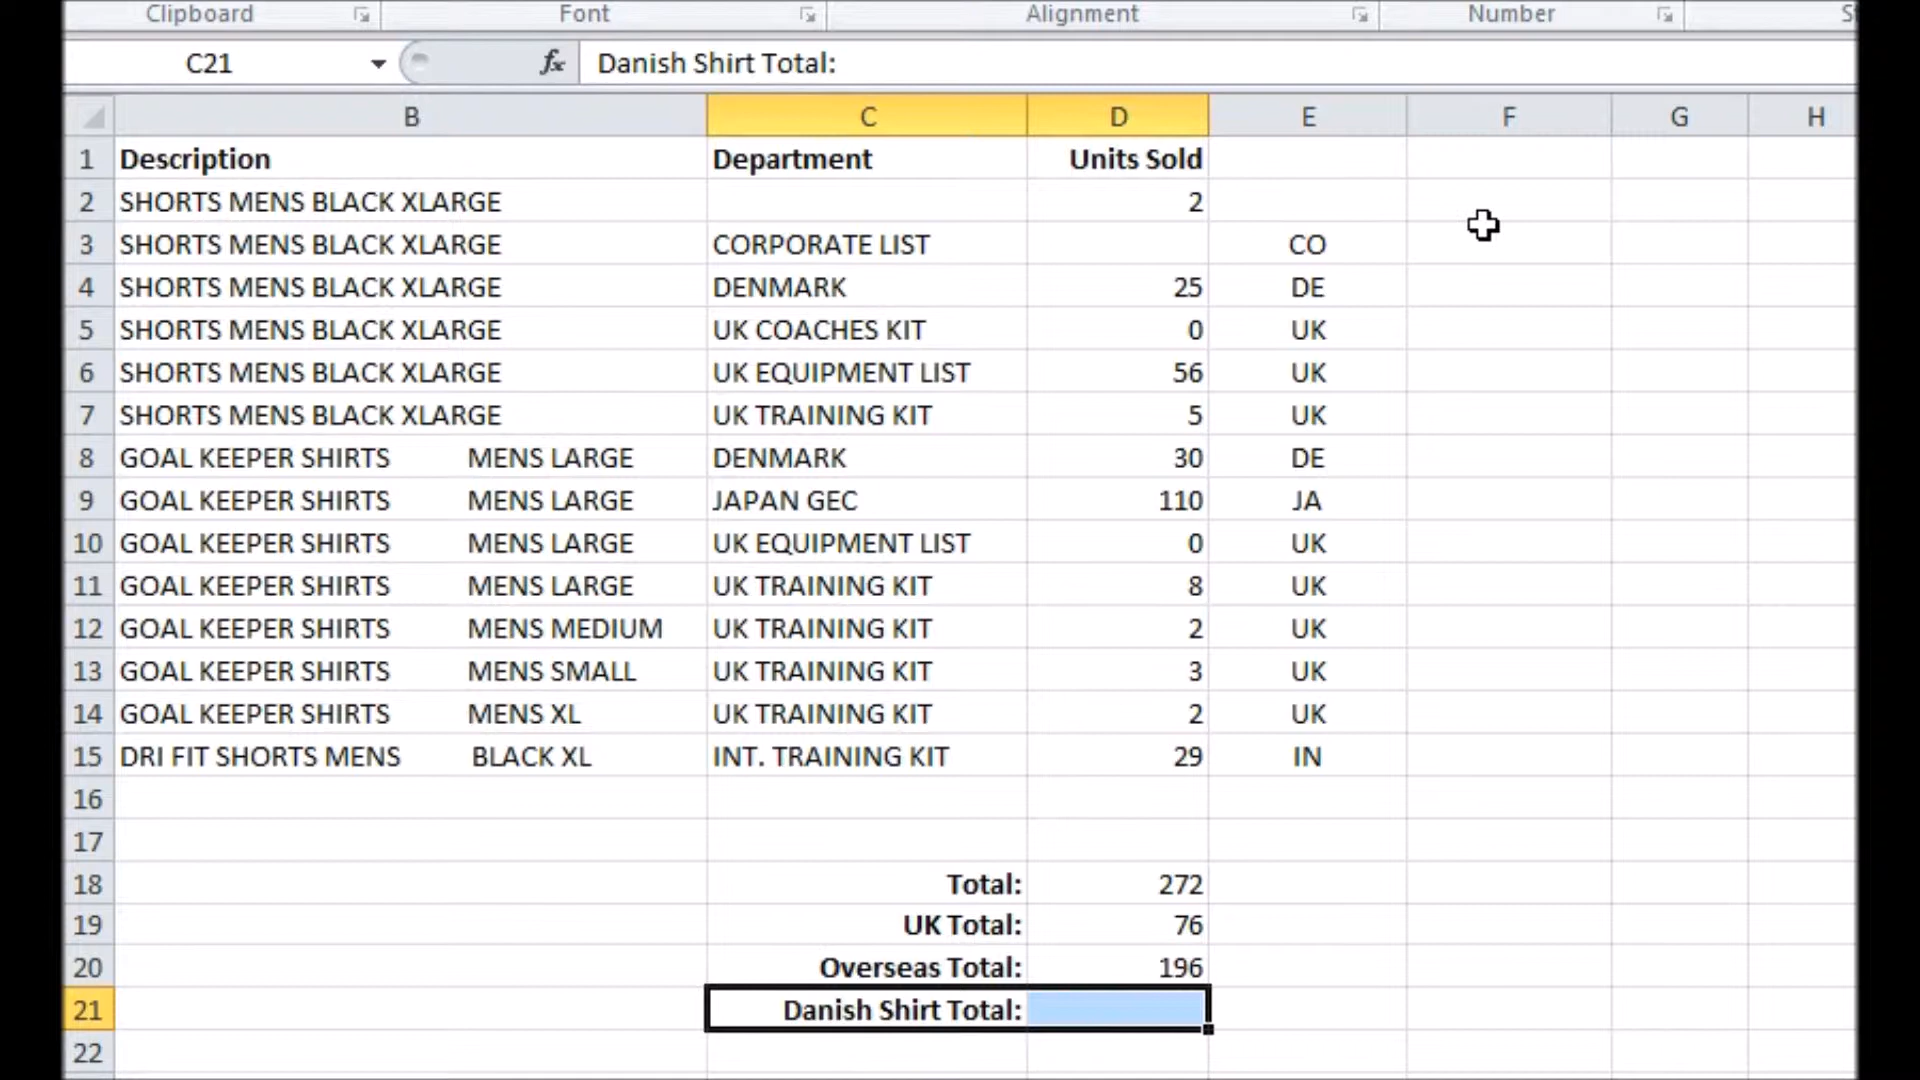 Clipboard Font Alignment Number
C21 fx Danish Shirt Total:
B C D E F G H
1 Description Department Units Sold
2 SHORTS MENS BLACK XLARGE 2
3 SHORTS MENS BLACK XLARGE CORPORATE LIST CO
4 SHORTS MENS BLACK XLARGE DENMARK 25 DE
5 SHORTS MENS BLACK XLARGE UK COACHES KIT 0 UK
6 SHORTS MENS BLACK XLARGE UK EQUIPMENT LIST 56 UK
7 SHORTS MENS BLACK XLARGE UK TRAINING KIT 5 UK
8 GOAL KEEPER SHIRTS MENS LARGE DENMARK 30 DE
9 GOAL KEEPER SHIRTS MENS LARGE JAPAN GEC 110 JA
10 GOAL KEEPER SHIRTS MENS LARGE UK EQUIPMENT LIST 0 UK
11 GOAL KEEPER SHIRTS MENS LARGE UK TRAINING KIT 8 UK
12 GOAL KEEPER SHIRTS MENS MEDIUM UK TRAINING KIT 2 UK
13 GOAL KEEPER SHIRTS MENS SMALL UK TRAINING KIT 3 UK
14 GOAL KEEPER SHIRTS MENS XL UK TRAINING KIT 2 UK
15 DRI FIT SHORTS MENS BLACK XL INT. TRAINING KIT 29 IN
16
17
18 Total: 272
19 UK Total: 76
20 Overseas Total: 196
21 Danish Shirt Total:
22